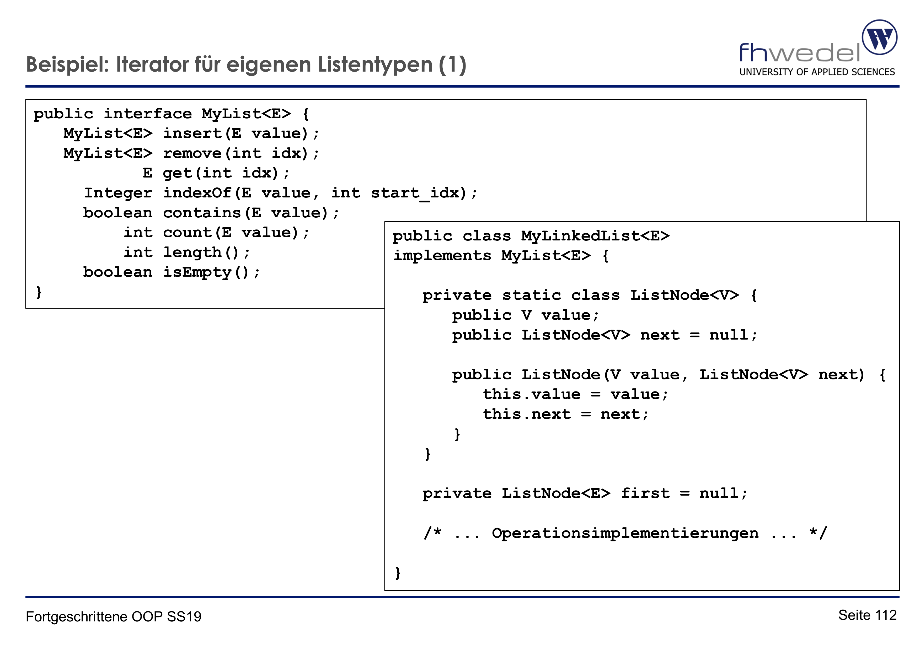 Beispiel: Iterator für eigenen Listentypen (1)
fhwedel
W
UNIVERSITY OF APPLIED SCIENCES
public interface MyList<E> {
   MyList<E> insert(E value);
   MyList<E> remove(int idx);
           E get(int idx);
     Integer indexOf(E value, int start_idx);
     boolean contains(E value);
         int count(E value);
         int length();
     boolean isEmpty();
}
public class MyLinkedList<E>
implements MyList<E> {
   private static class ListNode<V> {
      public V value;
      public ListNode<V> next = null;
      public ListNode(V value, ListNode<V> next) {
         this.value = value;
         this.next = next;
      }
   }
   private ListNode<E> first = null;
   /* ... Operationsimplementierungen ... */
}
Fortgeschrittene OOP SS19
Seite 112